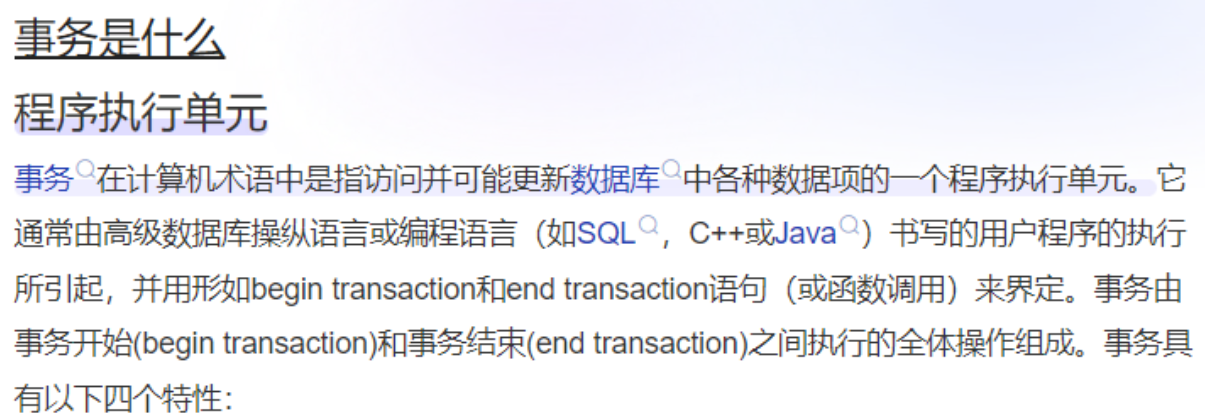 事务是什么
程序执行单元
事务在计算机术语中是指访问并可能更新数据库中各种数据项的一个程序执行单元。它
通常由高级数据库操纵语言或编程语言（如SQL，C++或Java）书写的用户程序的执行
所引起，并用形如begin transaction和end transaction语句（或函数调用）来界定。事务由
事务开始(begin transaction)和事务结束(end transaction)之间执行的全体操作组成。事务具
有以下四个特性：